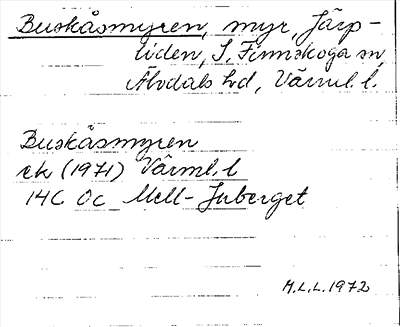 Buskåsmyren, myr, Järp-
liden, S. Finnskoga sn,
Älvdals hd, Värml. l.
Buskåsmyren
ek (1971) Värml. l
14C 0c Mell-Juberget
M.L.L. 1972